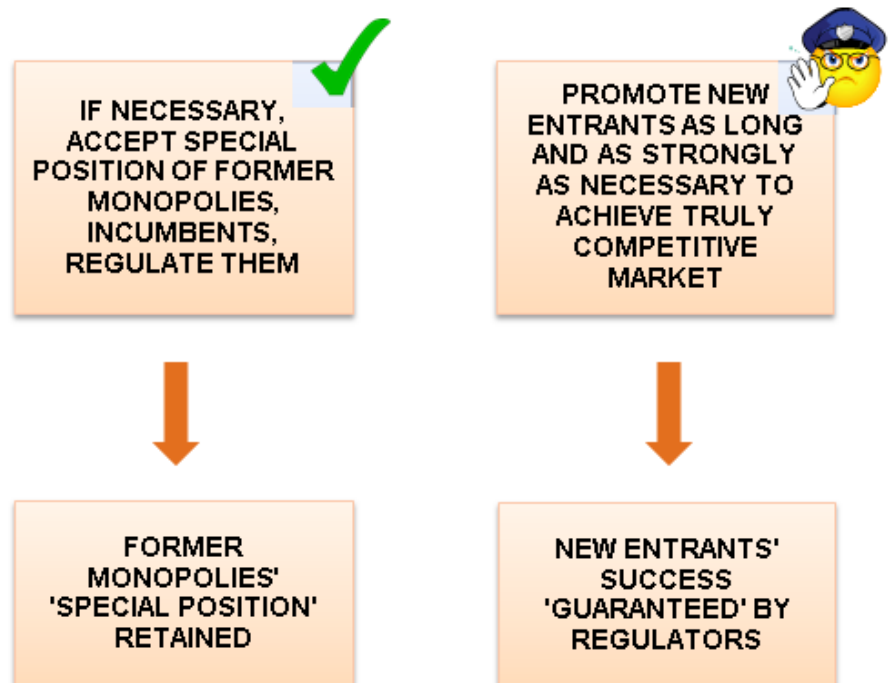 IF NECESSARY,
ACCEPT SPECIAL
POSITION OF FORMER
MONOPOLIES,
INCUMBENTS,
REGULATE THEM
PROMOTE NEW
ENTRANTS AS LONG
AND AS STRONGLY
AS NECESSARY TO
ACHIEVE TRULY
COMPETITIVE
MARKET
FORMER
MONOPOLIES'
'SPECIAL POSITION'
RETAINED
NEW ENTRANTS'
SUCCESS
'GUARANTEED' BY
REGULATORS